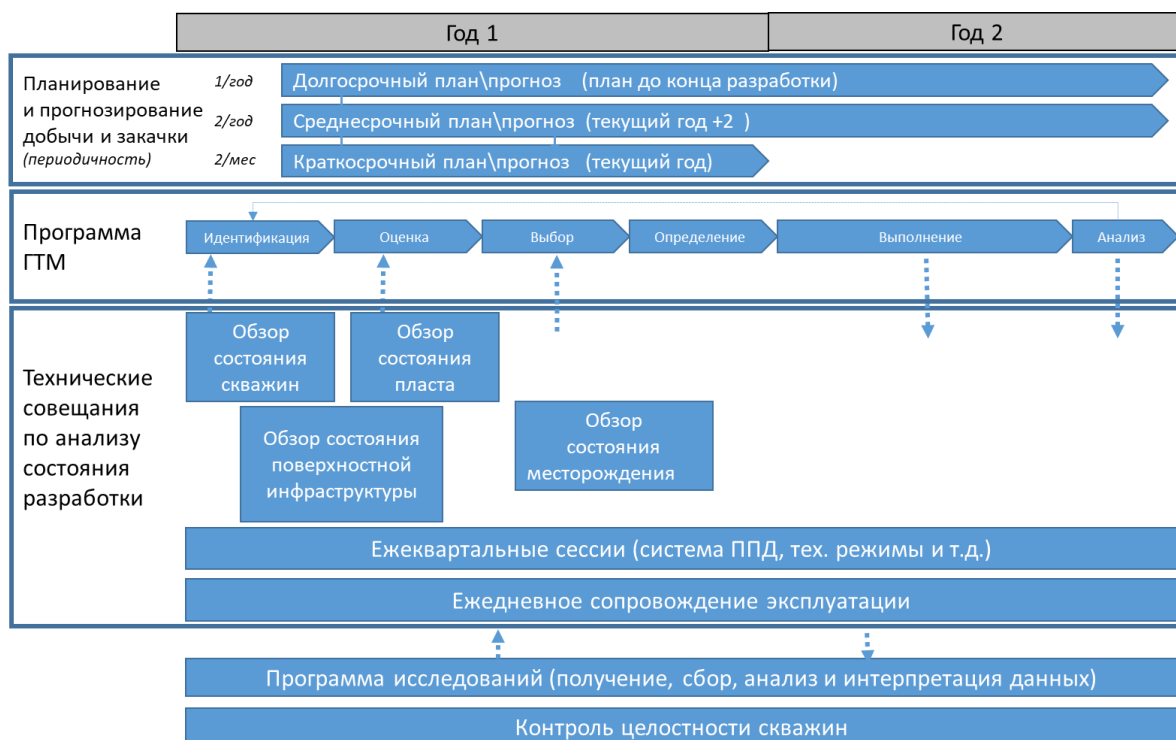 Год 1
Год 2
Планирование
и прогнозирование
добычи и закачки
(периодичность)
1/год
2/год
2/мес
Долгосрочный план\прогноз (план до конца разработки)
Среднесрочный план\прогноз (текущий год +2 )
Краткосрочный план\прогноз (текущий год)
Программа
ГТМ
Идентификация
Оценка
Выбор
Определение
Выполнение
Анализ
Технические
совещания
по анализу
состояния
разработки
Обзор
состояния
скважин
Обзор
состояния
пласта
Обзор состояния
поверхностной
инфраструктуры
Обзор
состояния
месторождения
Ежеквартальные сессии (система ППД, тех. режимы и т.д.)
Ежедневное сопровождение эксплуатации
Программа исследований (получение, сбор, анализ и интерпретация данных)
Контроль целостности скважин